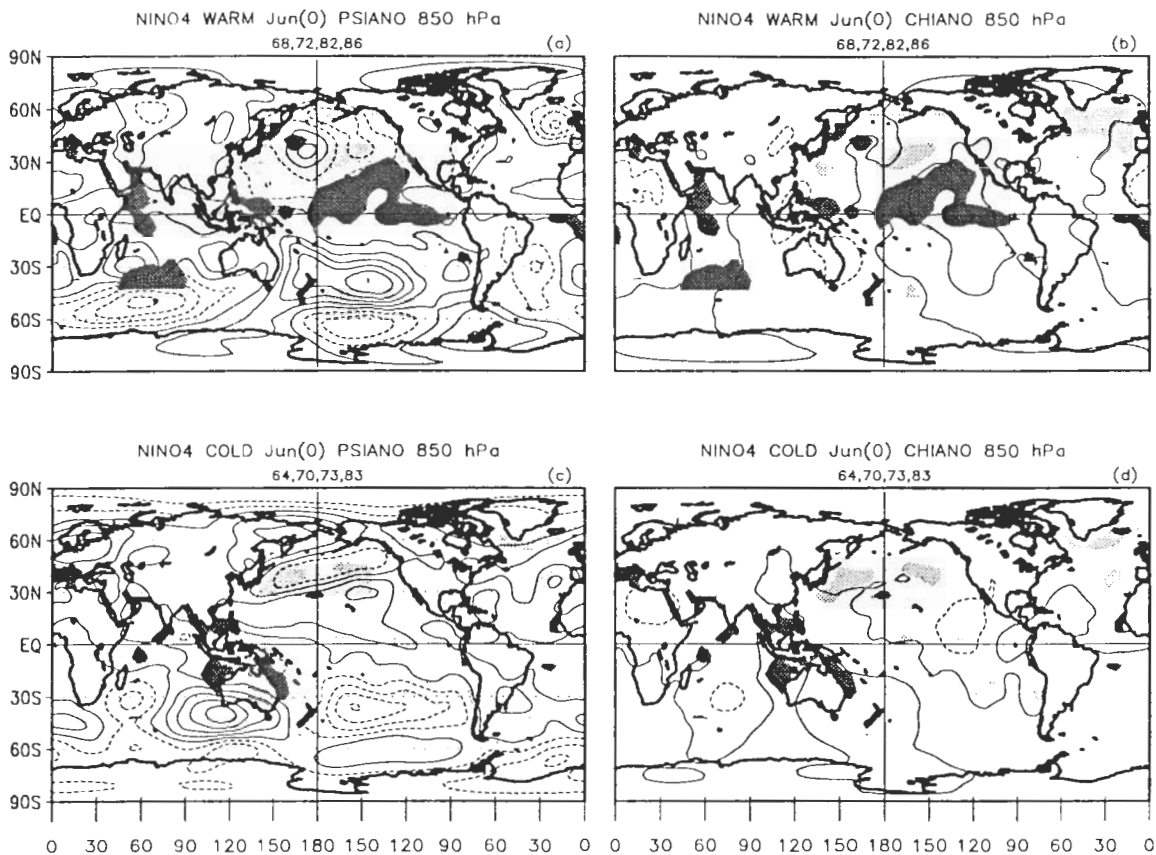 NINO4 WARM Jun(0) PSIANO 850 hPa
68,72,82,86
(a)
NINO4 WARM Jun(0) CHIANO 850 hPa
68,72,82,86
(b)
90N
60N
30N
EQ
30S
60S
90S
NINO4 COLD Jun(0) PSIANO 850 hPa
64,70,73,83
(c)
NINO4 COLD Jun(0) CHIANO 850 hPa
64,70,73,83
(d)
90N
60N
30N
EQ
30S
60S
90S
0 30 60 90 120 150 180 150 120 90 60 30 0
0 30 60 90 120 150 180 150 120 90 60 30 0